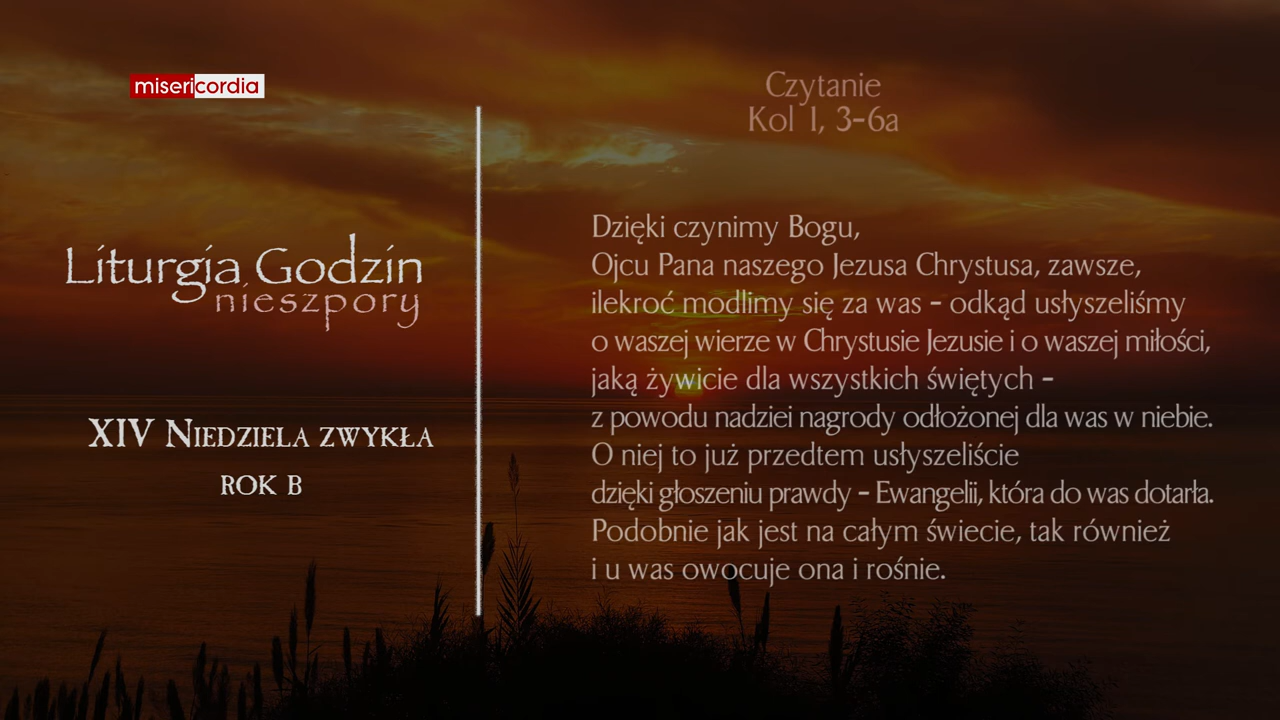 misericordia
Liturgia Godzin
nieszpory
XIV Niedziela zwykła
rok B
Czytanie
Kol 1, 3-6a
Dzięki czynimy Bogu,
Ojcu Pana naszego Jezusa Chrystusa, zawsze,
ilekroć modlimy się za was - odkąd usłyszeliśmy
o waszej wierze w Chrystusie Jezusie i o waszej miłości,
jaką żywicie dla wszystkich świętych -
z powodu nadziei nagrody odłożonej dla was w niebie.
O niej to już przedtem usłyszeliście
dzięki głoszeniu prawdy - Ewangelii, która do was dotarła.
Podobnie jak jest na całym świecie, tak również
i u was owocuje ona i rośnie.